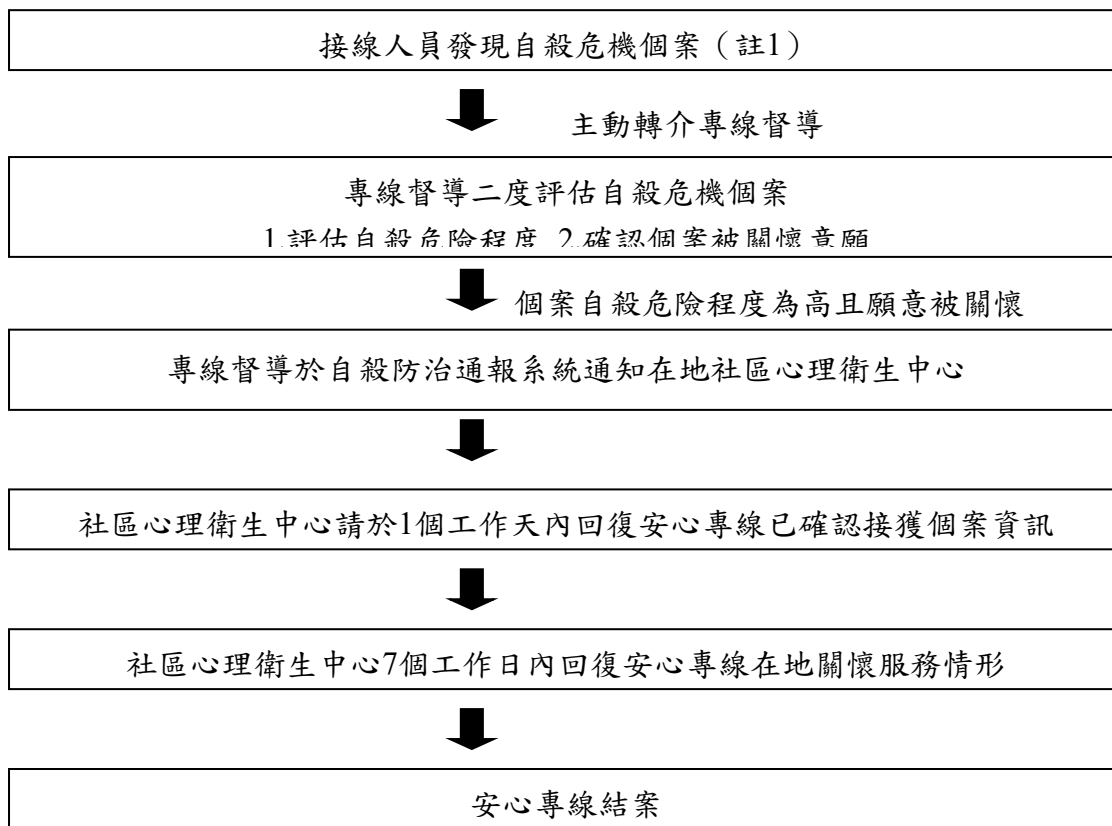 接線人員發現自殺危機個案（註1）
主動轉介專線督導
專線督導二度評估自殺危機個案
1.評估自殺危險程度 2.確認個案被關懷意願
個案自殺危險程度為高且願意被關懷
專線督導於自殺防治通報系統通知在地社區心理衛生中心
社區心理衛生中心請於1個工作天內回復安心專線已確認接獲個案資訊
社區心理衛生中心7個工作日內回復安心專線在地關懷服務情形
安心專線結案